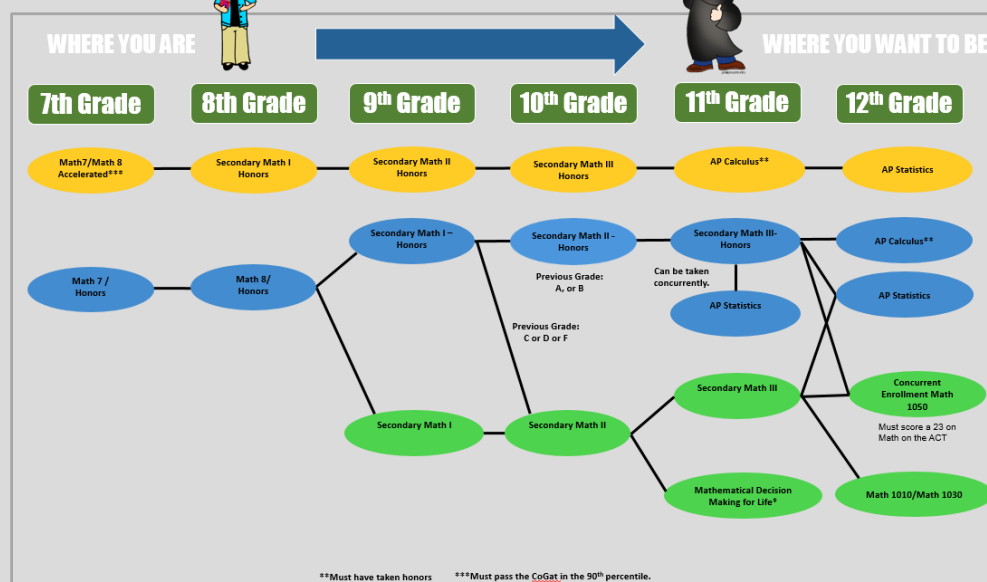 WHERE YOU ARE
WHERE YOU WANT TO BE
7th Grade
8th Grade
9th Grade
10th Grade
11th Grade
12th Grade
Math7/Math 8
Accelerated***
Secondary Math I
Honors
Secondary Math II
Honors
Secondary Math III
Honors
AP Calculus**
AP Statistics
Secondary Math I –
Honors
Secondary Math II -
Honors
Secondary Math III-
Honors
AP Calculus**
Math 7 /
Honors
Math 8/
Honors
Previous Grade:
A, or B
Can be taken
concurrently.
AP Statistics
AP Statistics
Previous Grade:
C or D or F
Secondary Math III
Concurrent
Enrollment Math
1050
Must score a 23 on
Math on the ACT
Secondary Math I
Secondary Math II
Mathematical Decision
Making for Life*
Math 1010/Math 1030
**Must have taken honors
***Must pass the CoGat in the 90th percentile.